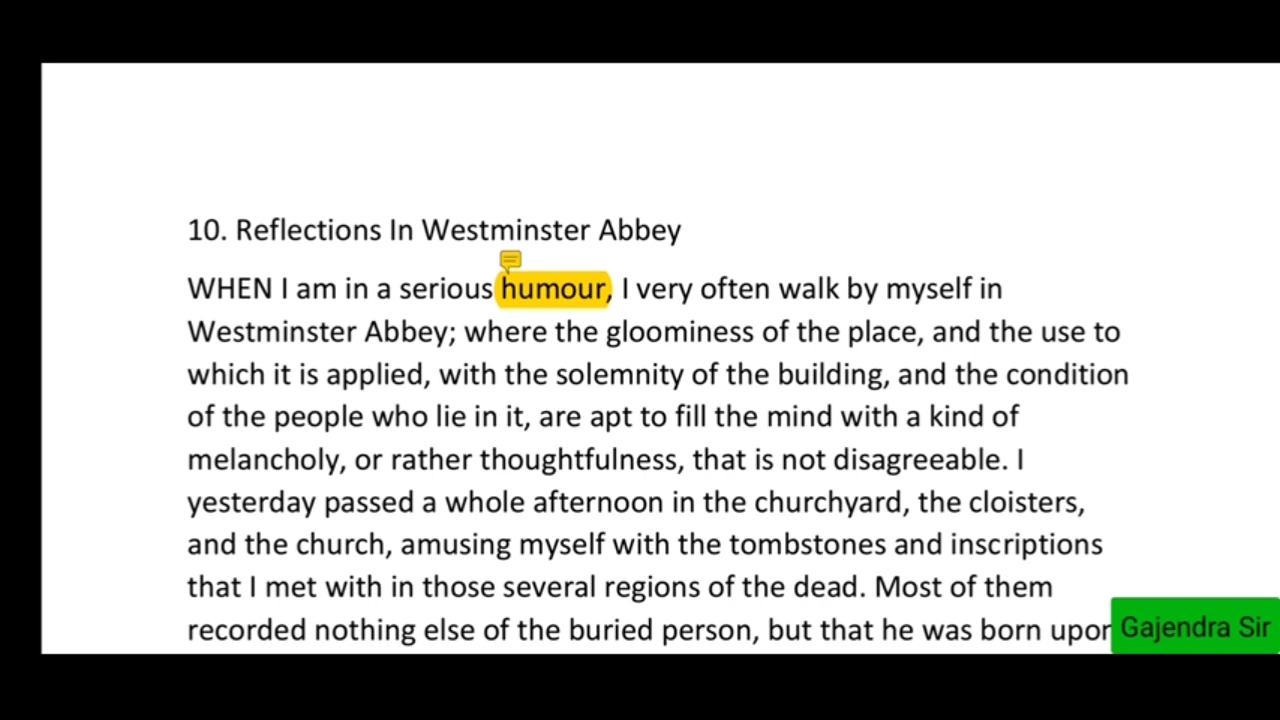 10. Reflections In Westminster Abbey
WHEN I am in a serious humour, I very often walk by myself in
Westminster Abbey; where the gloominess of the place, and the use to
which it is applied, with the solemnity of the building, and the condition
of the people who lie in it, are apt to fill the mind with a kind of
melancholy, or rather thoughtfulness, that is not disagreeable. I
yesterday passed a whole afternoon in the churchyard, the cloisters,
and the church, amusing myself with the tombstones and inscriptions
that I met with in those several regions of the dead. Most of them
recorded nothing else of the buried person, but that he was born
Gajendra Sir